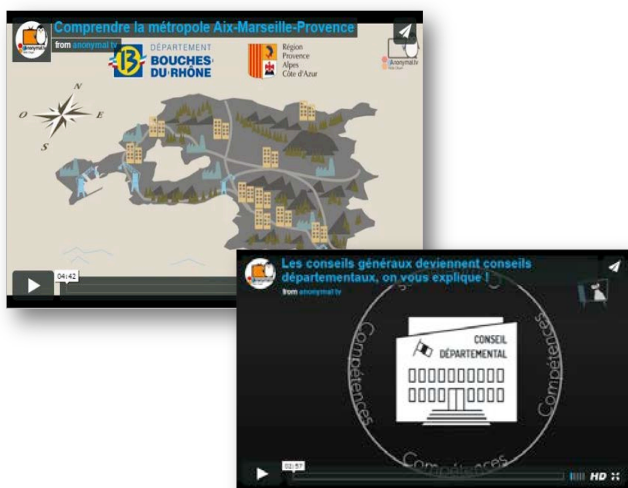 Comprendre la métropole Aix-Marseille-Provence
from anonymal tv
13
DÉPARTEMENT
BOUCHES·
DU·RHÔNE
Région
Provence
Alpes
Côte d'Azur
N
O
E
S
04:42
Les conseils généraux deviennent conseils
départementaux, on vous explique !
from anonymal tv
CONSEIL
DÉPARTEMENTAL
Compétences
Compétences
Compétences
02:57
HD